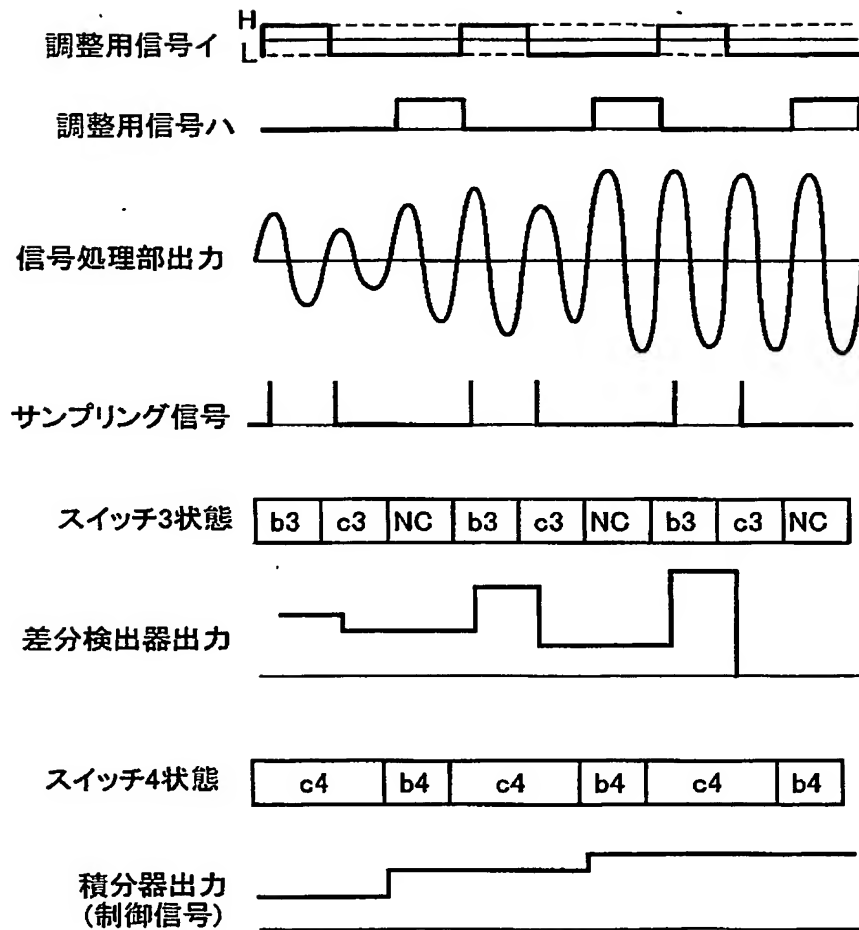 H
調整用信号イ
L
調整用信号ハ
信号処理部出力
サンプリング信号
スイッチ3状態 b3 c3 NC b3 c3 NC b3 c3 NC
差分検出器出力
スイッチ4状態 c4 b4 c4 b4 c4 b4
積分器出力
(制御信号)